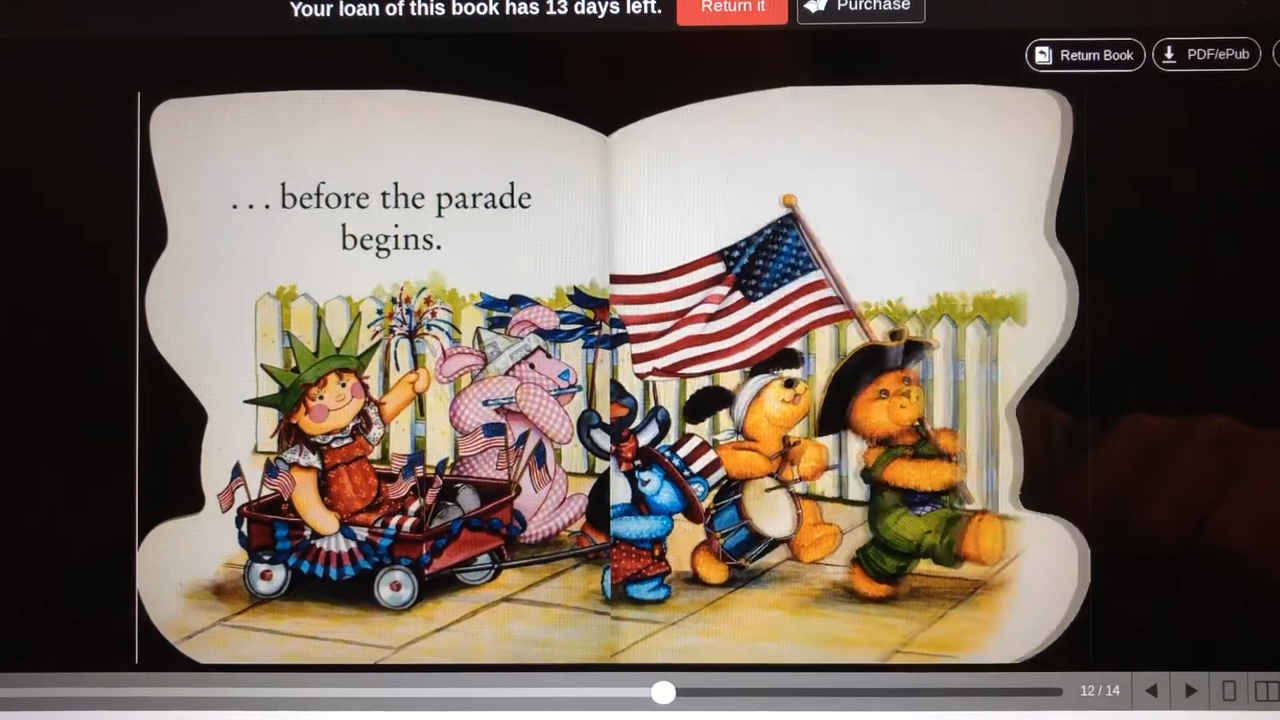 Your loan of this book has 13 days left.
Return it
Purchase
Return Book
PDF/ePub
... before the parade
begins.
12 / 14